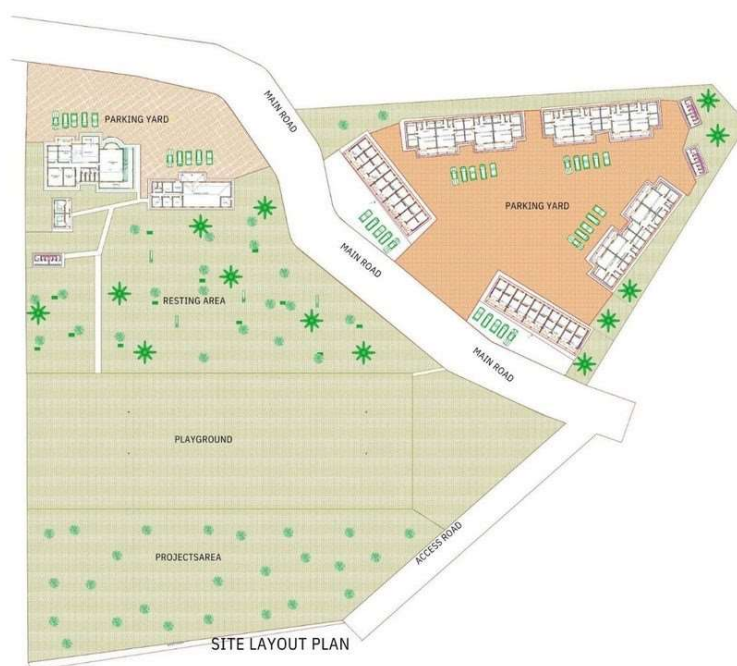 MAIN ROAD
PARKING YARD
PARKING YARD
MAIN ROAD
RESTING AREA
MAIN ROAD
PLAYGROUND
ACCESS ROAD
PROJECTSAREA
SITE LAYOUT PLAN